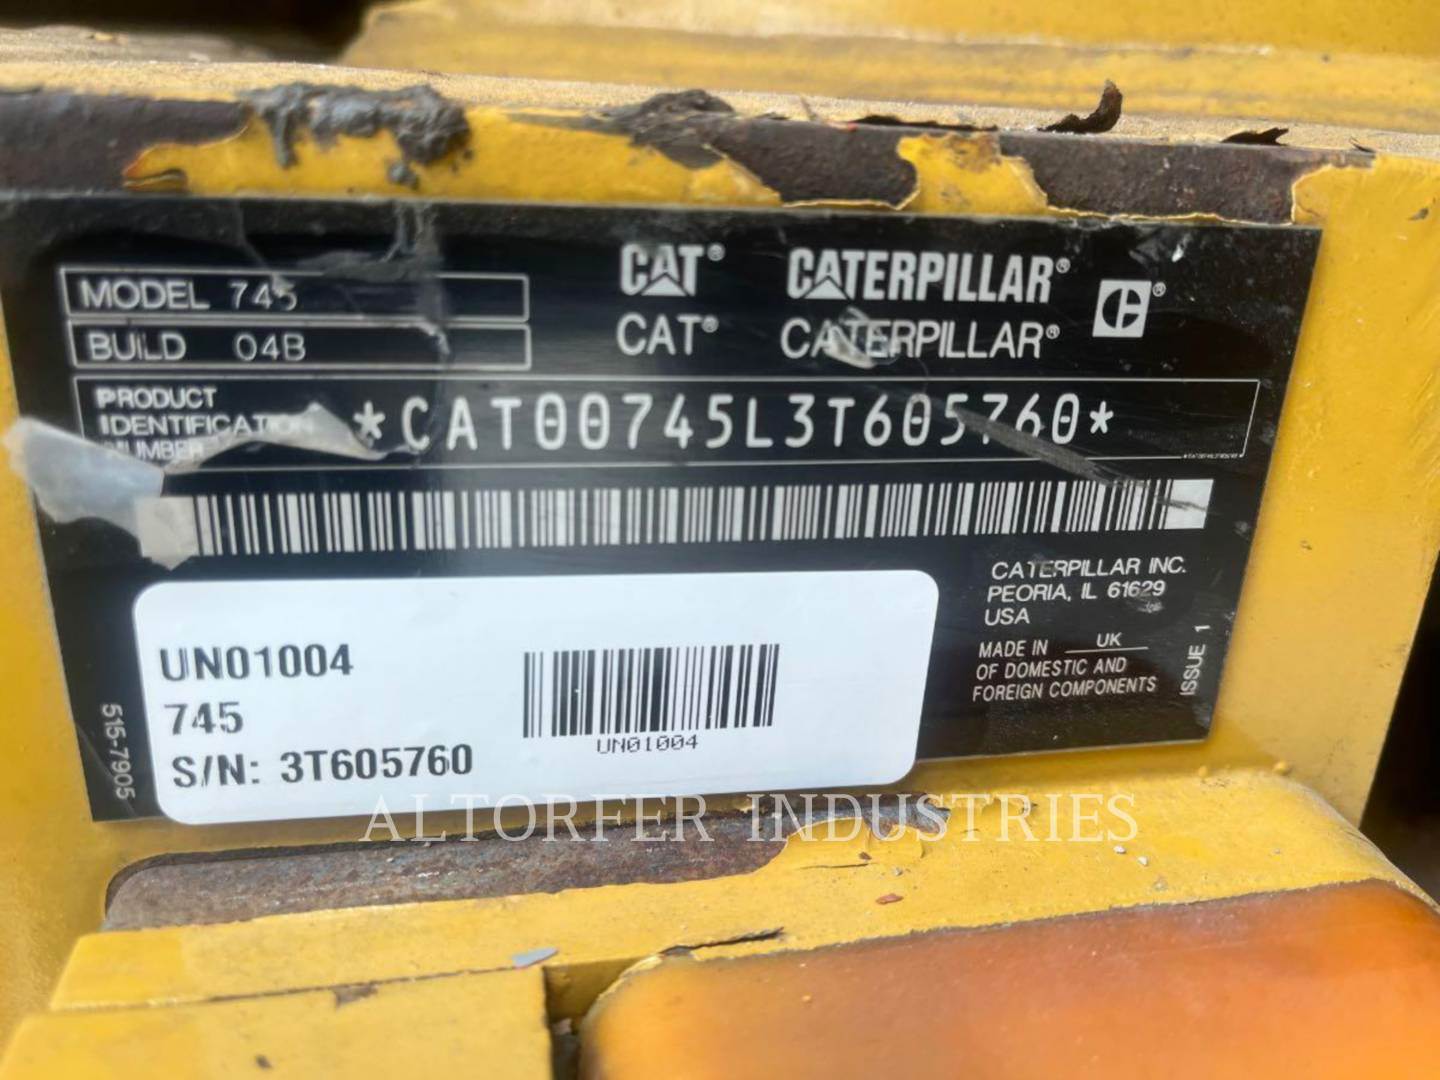 MODEL 745
BUILD 04B
CAT® CATERPILLAR®
CAT® CATERPILLAR®
PRODUCT
IDENTIFICATION
NUMBER
*CAT00745L3T605760*
CATERPILLAR INC.
PEORIA, IL 61629
USA
MADE IN UK
OF DOMESTIC AND
FOREIGN COMPONENTS
ISSUE 1
515-7905
UN01004
745
S/N: 3T605760
UN01004
ALTORFER INDUSTRIES